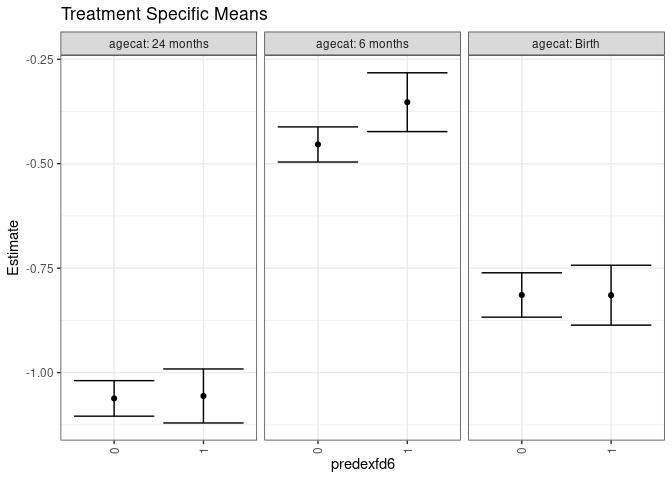 Treatment Specific Means
agecat: 24 months
agecat: 6 months
agecat: Birth
-0.25
-0.50
-0.75
-1.00
Estimate
0
1
0
1
0
1
predexfd6